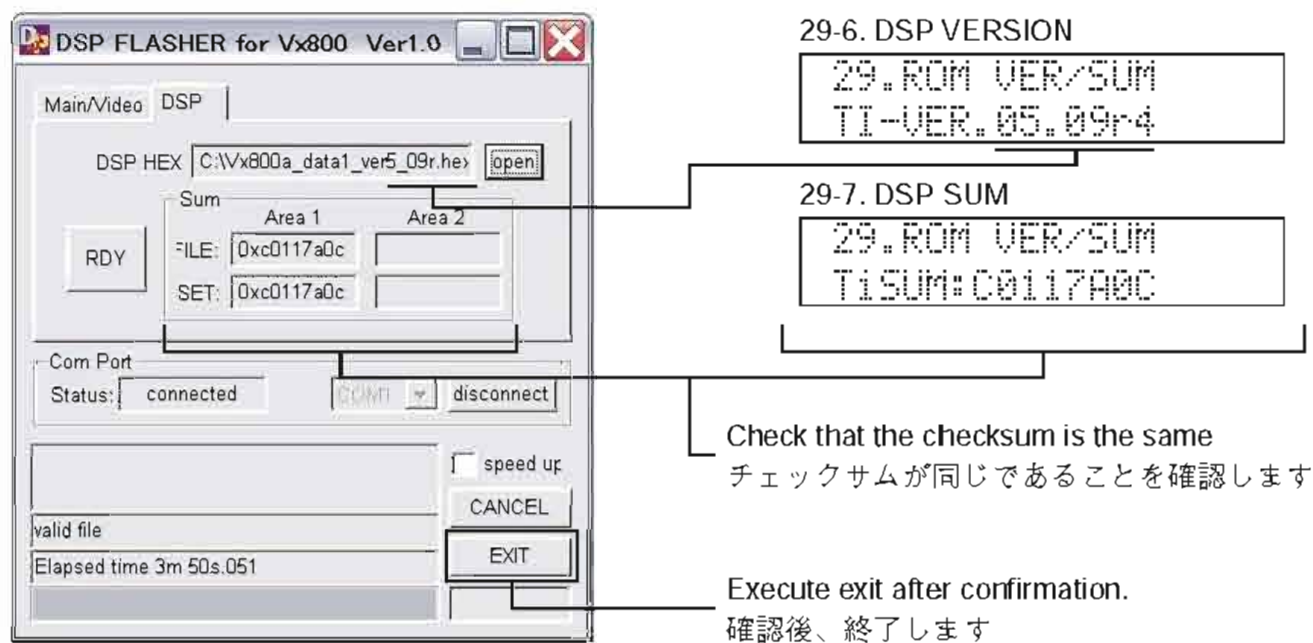 DSP FLASHER for Vx800 Ver1.0
Main/Video DSP
DSP HEX C:\Vx800a_data1_ver5_09r.hex open
Sum
Area 1 Area 2
RDY
FILE: 0xc0117a0c
SET: 0xc0117a0c
Com Port
Status: connected COM1 disconnect
speed up
CANCEL
valid file
EXIT
Elapsed time 3m 50s.051
29-6. DSP VERSION
29.ROM VER/SUM
TI-VER.05.09r4
29-7. DSP SUM
29.ROM VER/SUM
TiSUM:C0117A0C
Check that the checksum is the same
チェックサムが同じであることを確認します
Execute exit after confirmation.
確認後、終了します